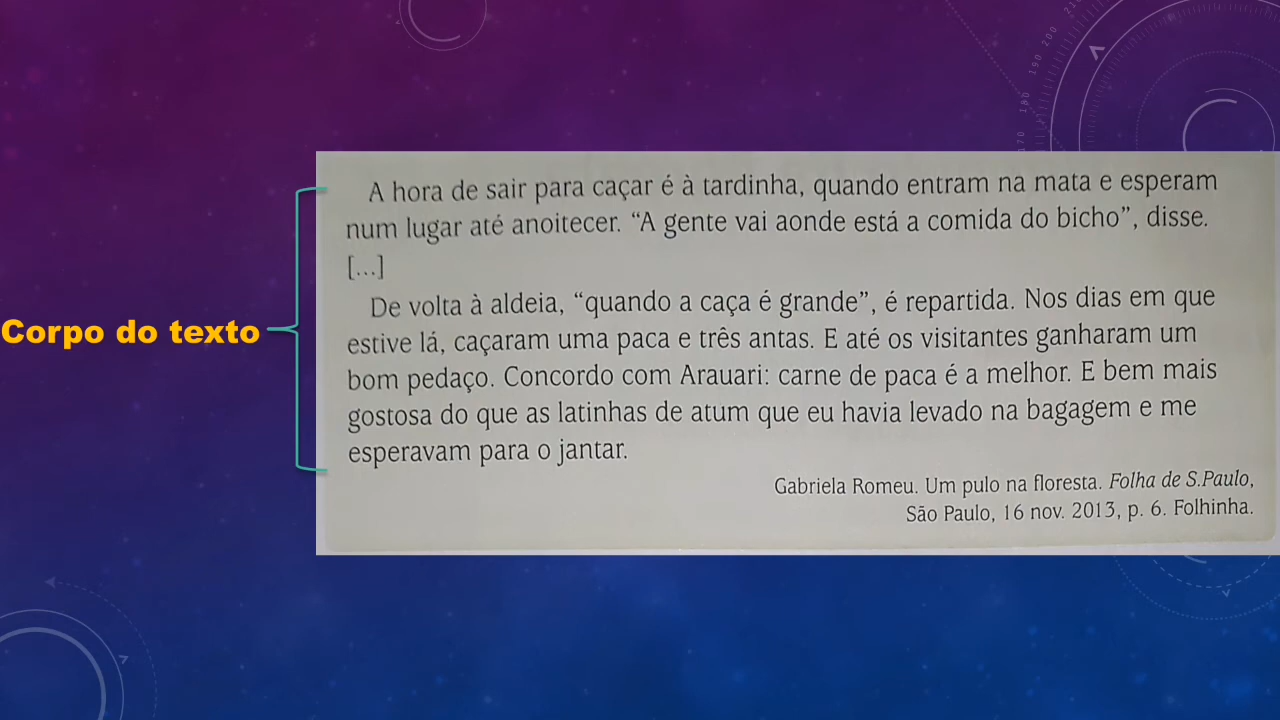 A hora de sair para caçar é à tardinha, quando entram na mata e esperam
num lugar até anoitecer. “A gente vai aonde está a comida do bicho”, disse.
[...]
De volta à aldeia, “quando a caça é grande”, é repartida. Nos dias em que
estive lá, caçaram uma paca e três antas. E até os visitantes ganharam um
bom pedaço. Concordo com Arauari: carne de paca é a melhor. E bem mais
gostosa do que as latinhas de atum que eu havia levado na bagagem e me
esperavam para o jantar.
Gabriela Romeu. Um pulo na floresta. Folha de S.Paulo,
São Paulo, 16 nov. 2013, p. 6. Folhinha.
Corpo do texto
170
180
190
200